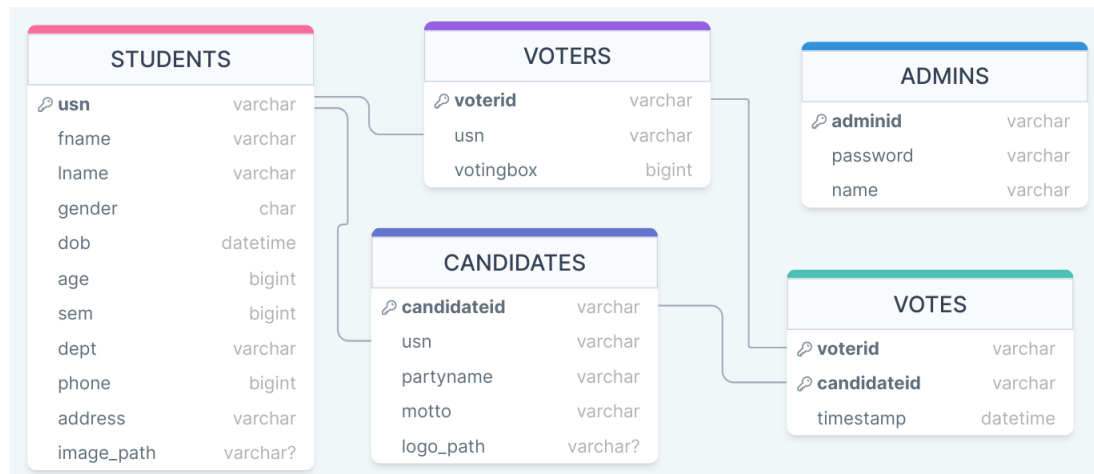 STUDENTS
usn varchar
fname varchar
lname varchar
gender char
dob datetime
age bigint
sem bigint
dept varchar
phone bigint
address varchar
image_path varchar?
VOTERS
voterid varchar
usn varchar
votingbox bigint
CANDIDATES
candidateid varchar
usn varchar
partyname varchar
motto varchar
logo_path varchar?
ADMINS
adminid varchar
password varchar
name varchar
VOTES
voterid varchar
candidateid varchar
timestamp datetime